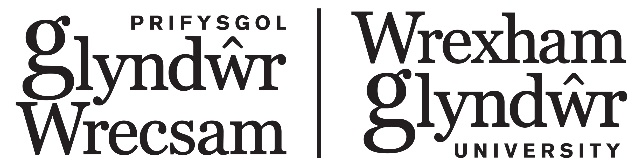 PRIFYSGOL
glyndŵr
Wrecsam
Wrexham
glyndŵr
UNIVERSITY